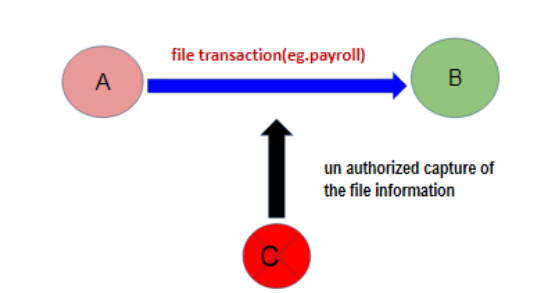 file transaction(eg.payroll)
A
B
un authorized capture of
the file information
C